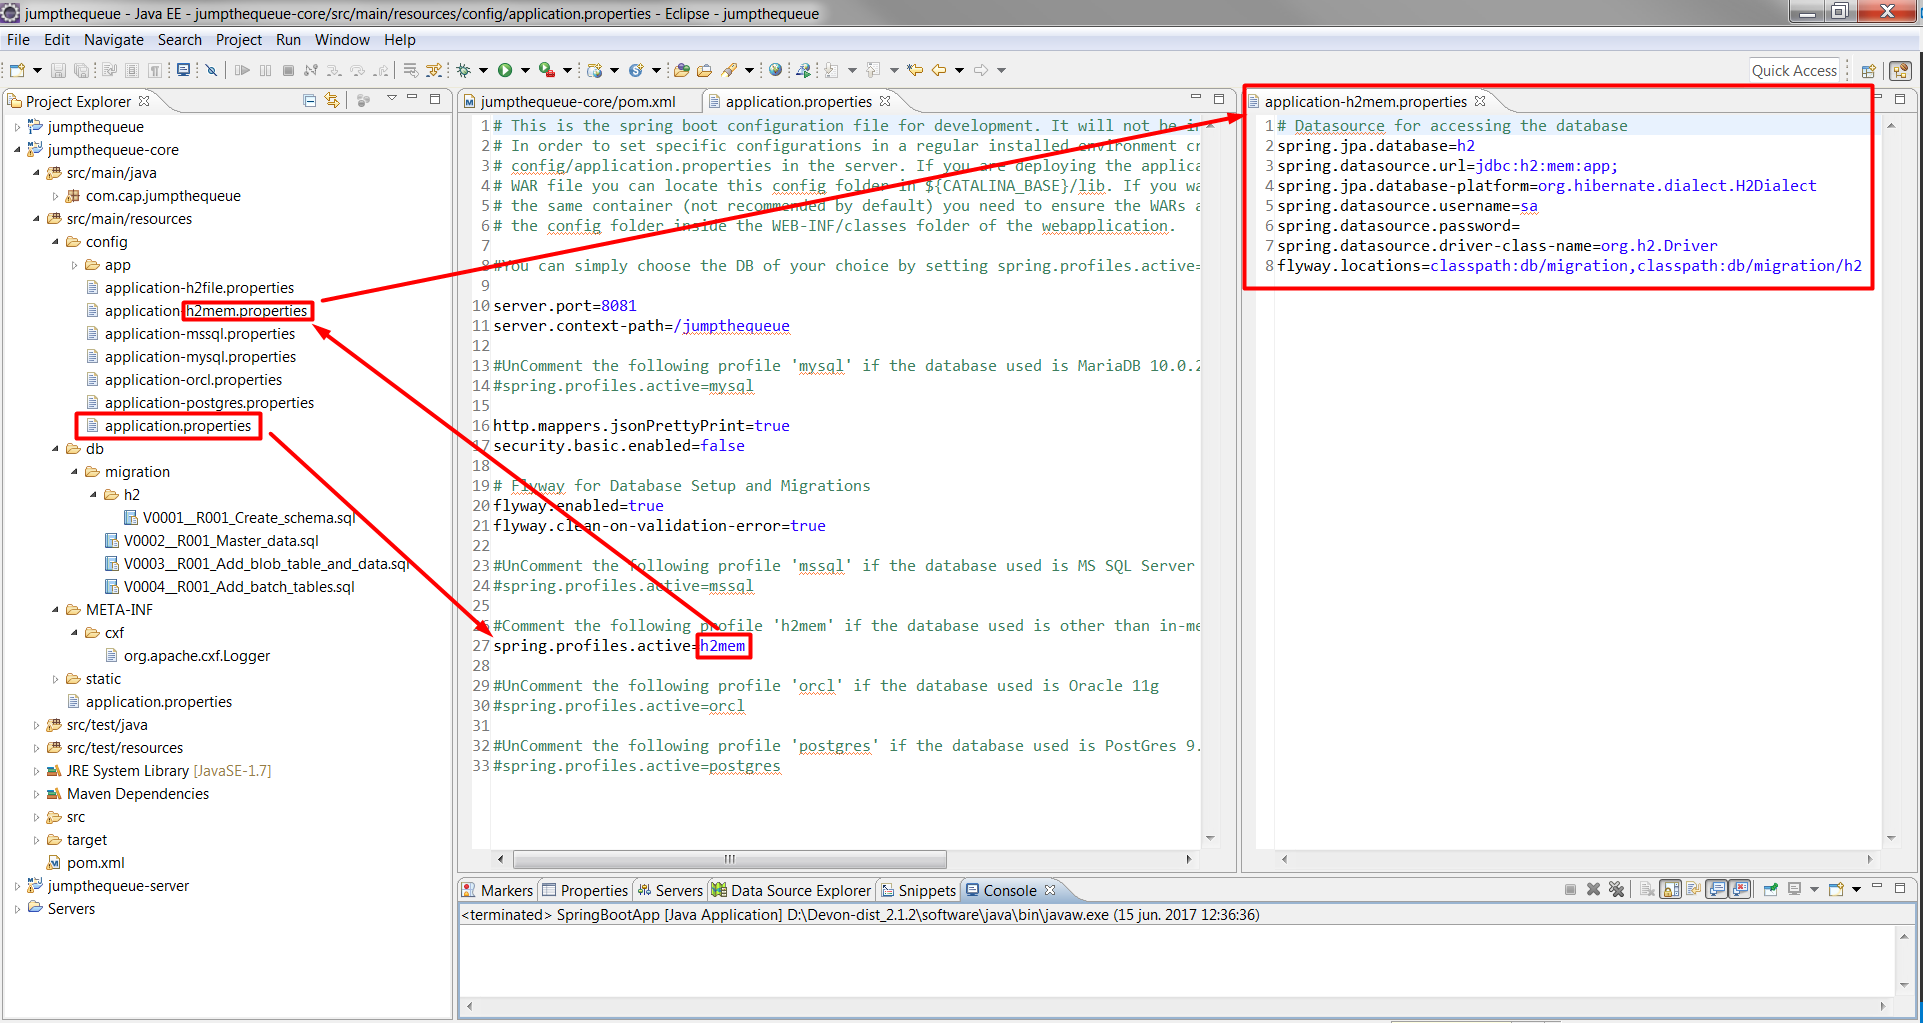 jumpthequeue - Java EE - jumpthequeue-core/src/main/resources/config/application.properties - Eclipse - jumpthequeue
File Edit Navigate Search Project Run Window Help
Quick Access
Project Explorer
jumpthequeue
jumpthequeue-core
src/main/java
com.cap.jumpthequeue
src/main/resources
config
app
application-h2file.properties
application-h2mem.properties
application-mssql.properties
application-mysql.properties
application-orcl.properties
application-postgres.properties
application.properties
db
migration
h2
V0001__R001_Create_schema.sql
V0002__R001_Master_data.sql
V0003__R001_Add_blob_table_and_data.sql
V0004__R001_Add_batch_tables.sql
META-INF
cxf
org.apache.cxf.Logger
static
application.properties
src/test/java
src/test/resources
JRE System Library [JavaSE-1.7]
Maven Dependencies
src
target
pom.xml
jumpthequeue-server
Servers
jumpthequeue-core/pom.xml application.properties
1 # This is the spring boot configuration file for development. It will not be in
2 # In order to set specific configurations in a regular installed environment cr
3 # config/application.properties in the server. If you are deploying the applica
4 # WAR file you can locate this config folder in ${CATALINA_BASE}/lib. If you wa
5 # the same container (not recommended by default) you need to ensure the WARs a
6 # the config folder inside the WEB-INF/classes folder of the webapplication.
7
8 #You can simply choose the DB of your choice by setting spring.profiles.active=
9
10 server.port=8081
11 server.context-path=/jumpthequeue
12
13 #UnComment the following profile 'mysql' if the database used is MariaDB 10.0.2
14 #spring.profiles.active=mysql
15
16 http.mappers.jsonPrettyPrint=true
17 security.basic.enabled=false
18
19 # Flyway for Database Setup and Migrations
20 flyway.enabled=true
21 flyway.clean-on-validation-error=true
22
23 #UnComment the following profile 'mssql' if the database used is MS SQL Server
24 #spring.profiles.active=mssql
25
26 #Comment the following profile 'h2mem' if the database used is other than in-me
27 spring.profiles.active=h2mem
28
29 #UnComment the following profile 'orcl' if the database used is Oracle 11g
30 #spring.profiles.active=orcl
31
32 #UnComment the following profile 'postgres' if the database used is PostGres 9.
33 #spring.profiles.active=postgres
application-h2mem.properties
1 # Datasource for accessing the database
2 spring.jpa.database=h2
3 spring.datasource.url=jdbc:h2:mem:app;
4 spring.jpa.database-platform=org.hibernate.dialect.H2Dialect
5 spring.datasource.username=sa
6 spring.datasource.password=
7 spring.datasource.driver-class-name=org.h2.Driver
8 flyway.locations=classpath:db/migration,classpath:db/migration/h2
Markers Properties Servers Data Source Explorer Snippets Console
<terminated> SpringBootApp [Java Application] D:\Devon-dist_2.1.2\software\java\bin\javaw.exe (15 jun. 2017 12:36:36)